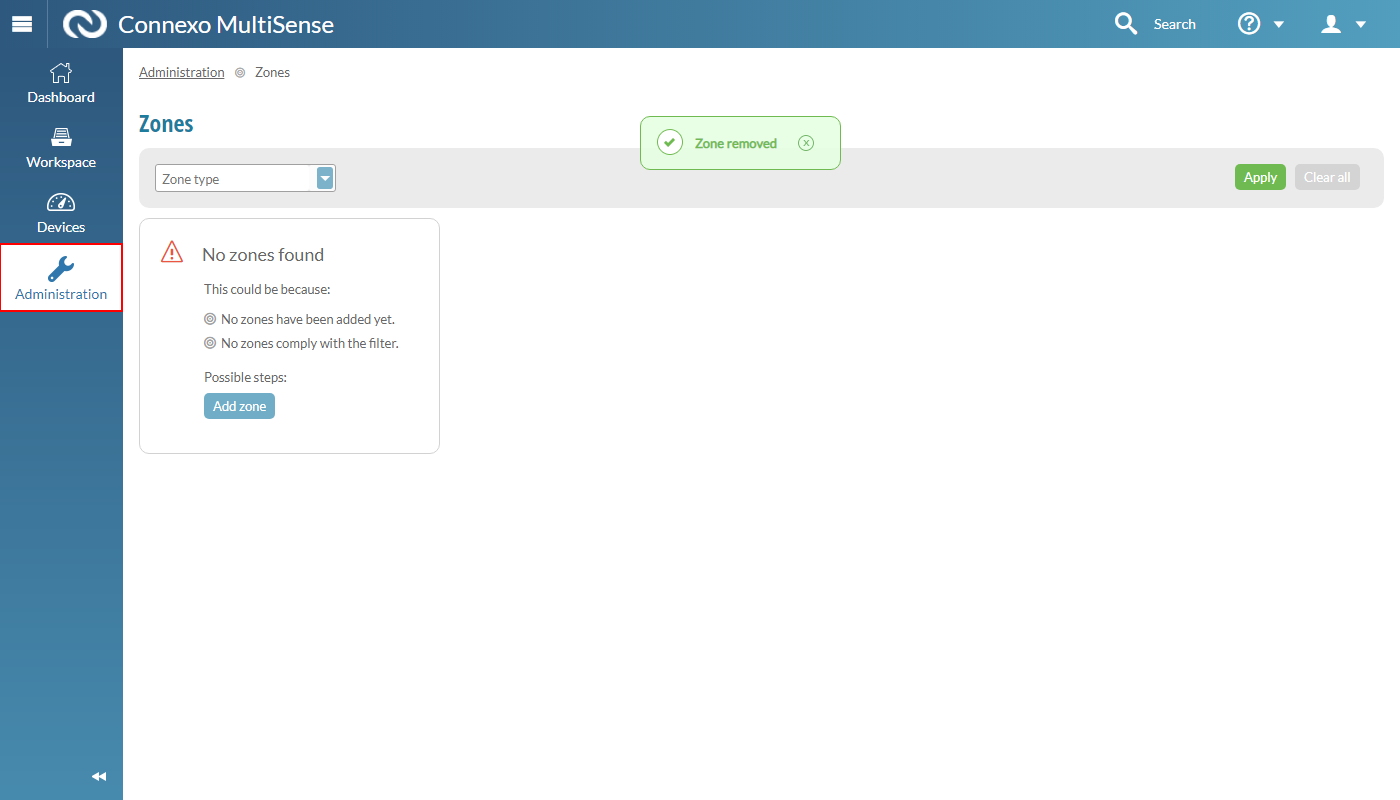 Connexo MultiSense
Search
Dashboard
Workspace
Devices
Administration
Administration Zones
Zones
Zone removed
Zone type
Apply
Clear all
No zones found
This could be because:
No zones have been added yet.
No zones comply with the filter.
Possible steps:
Add zone